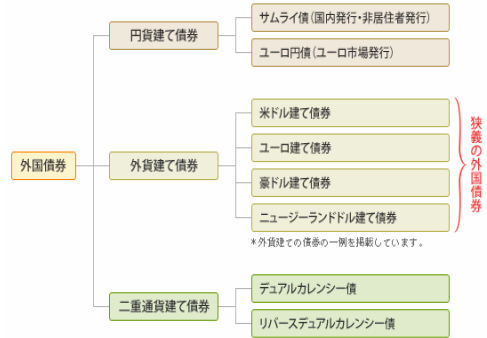 外国債券
円貨建て債券
サムライ債(国内発行・非居住者発行)
ユーロ円債(ユーロ市場発行)
外貨建て債券
米ドル建て債券
ユーロ建て債券
豪ドル建て債券
ニュージーランドドル建て債券
狭義の外国債券
*外貨建ての債券の一例を掲載しています。
二重通貨建て債券
デュアルカレンシー債
リバースデュアルカレンシー債